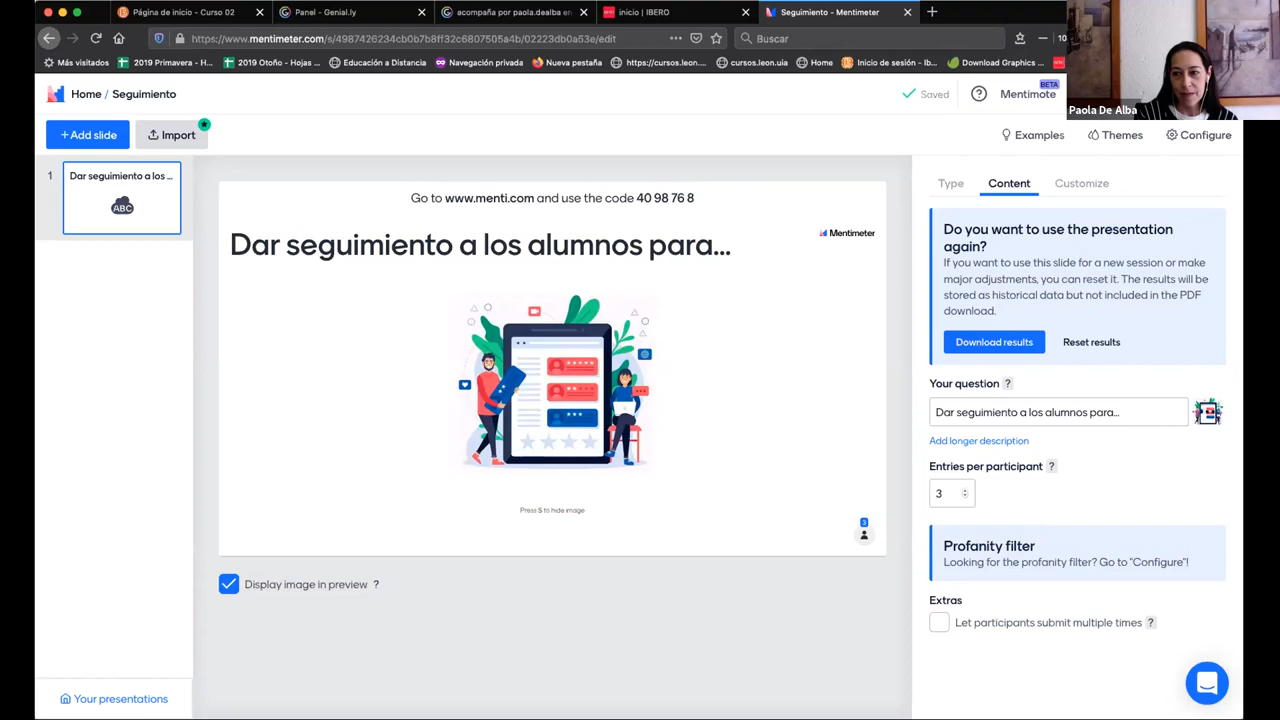 Página de inicio - Curso 02
Panel - Genial.ly
acompaña por paola.dealba en
inicio | IBERO
Seguimiento - Mentimeter
https://www.mentimeter.com/s/4987426234cb0b7b8ff32c6807505a4b/02223db0a53e/edit
Buscar
10
Más visitados
2019 Primavera - H...
2019 Otoño - Hojas ...
Educación a Distancia
Navegación privada
Nueva pestaña
https://cursos.leon.uia
cursos.leon.uia
Home
Inicio de sesión - Ib...
Download Graphics ...
Paola De Alba
Home / Seguimiento
Saved
Mentimote
BETA
+Add slide
Import
Examples
Themes
Configure
1
Dar seguimiento a los ...
ABC
Go to www.menti.com and use the code 40 98 76 8
Dar seguimiento a los alumnos para...
Mentimeter
Press S to hide image
3
Display image in preview ?
Your presentations
Type
Content
Customize
Do you want to use the presentation
again?
If you want to use this slide for a new session or make
major adjustments, you can reset it. The results will be
stored as historical data but not included in the PDF
download.
Download results
Reset results
Your question ?
Dar seguimiento a los alumnos para...
Add longer description
Entries per participant ?
3
Profanity filter
Looking for the profanity filter? Go to "Configure"!
Extras
Let participants submit multiple times ?